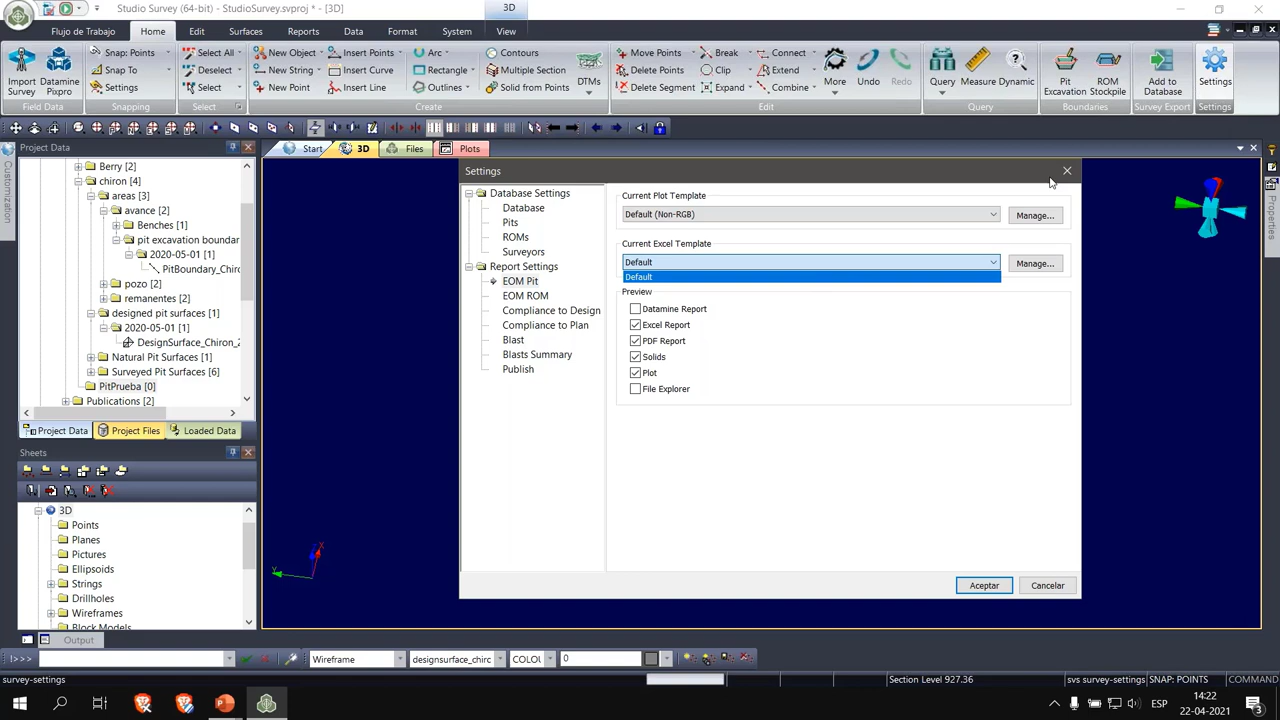 Studio Survey (64-bit) - StudioSurvey.svproj * - [3D]
3D
Flujo de Trabajo
Home
Edit
Surfaces
Reports
Data
Format
System
View
Import Survey
Datamine Pixpro
Field Data
Snap: Points
Snap To
Settings
Snapping
Select All
Deselect
Select
Select
New Object
New String
New Point
Insert Points
Insert Curve
Insert Line
Arc
Rectangle
Outlines
Contours
Multiple Section
Solid from Points
DTMs
Create
Move Points
Delete Points
Delete Segment
Break
Clip
Expand
Connect
Extend
Combine
More
Undo
Redo
Edit
Query
Measure
Dynamic
Query
Pit Excavation
ROM Stockpile
Boundaries
Add to Database
Survey Export
Settings
Settings
Customization
Project Data
Berry [2]
chiron [4]
areas [3]
avance [2]
Benches [1]
pit excavation boundar
2020-05-01 [1]
PitBoundary_Chiro
pozo [2]
remanentes [2]
designed pit surfaces [1]
2020-05-01 [1]
DesignSurface_Chiron_2
Natural Pit Surfaces [1]
Surveyed Pit Surfaces [6]
PitPrueba [0]
Publications [2]
Project Data
Project Files
Loaded Data
Sheets
3D
Points
Planes
Pictures
Ellipsoids
Strings
Drillholes
Wireframes
Block Models
Output
Start
3D
Files
Plots
Settings
Database Settings
Database
Pits
ROMs
Surveyors
Report Settings
EOM Pit
EOM ROM
Compliance to Design
Compliance to Plan
Blast
Blasts Summary
Publish
Current Plot Template
Default (Non-RGB)
Manage...
Current Excel Template
Default
Manage...
Default
Preview
Datamine Report
Excel Report
PDF Report
Solids
Plot
File Explorer
Aceptar
Cancelar
X
Y
Properties
!>>>
Wireframe
designsurface_chirc
COLOU
0
survey-settings
Section Level 927.36
svs survey-settings
SNAP: POINTS
COMMAND
ESP
14:22
22-04-2021
3